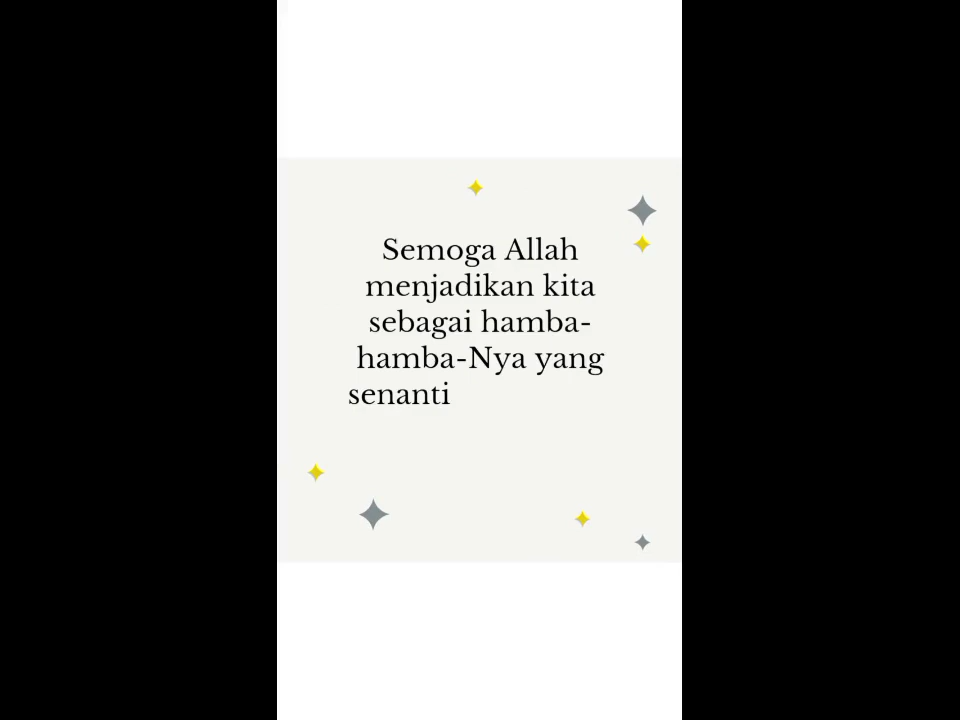 Semoga Allah
menjadikan kita
sebagai hamba-
hamba-Nya yang
senanti